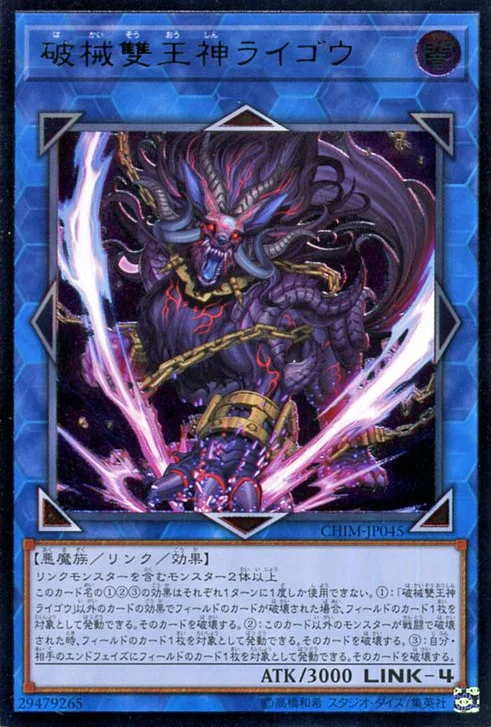 破械雙王神ライゴウ
闇
CHIM-JP045
【悪魔族／リンク／効果】
リンクモンスターを含むモンスター2体以上
このカード名の①②③の効果はそれぞれ1ターンに1度しか使用できない。①：「破械雙王神
ライゴウ」以外のカードの効果でフィールドのカードが破壊された場合、フィールドのカード1枚を
対象として発動できる。そのカードを破壊する。②：このカード以外のモンスターが戦闘で破壊
された時、フィールドのカード1枚を対象として発動できる。そのカードを破壊する。③：自分・
相手のエンドフェイズにフィールドのカード1枚を対象として発動できる。そのカードを破壊する。
ATK/3000 LINK-4
29479265 ©高橋和希 スタジオ・ダイス/集英社